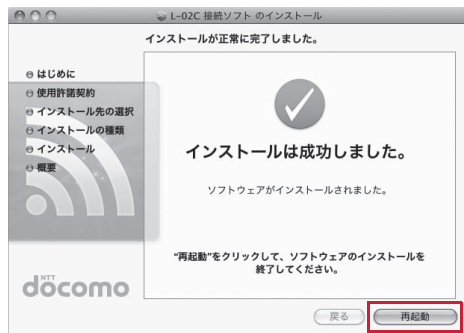 L-02C 接続ソフト のインストール
インストールが正常に完了しました。
はじめに
使用許諾契約
インストール先の選択
インストールの種類
インストール
概要
インストールは成功しました。
ソフトウェアがインストールされました。
“再起動”をクリックして、ソフトウェアのインストールを
終了してください。
NTT
döcomo
戻る
再起動